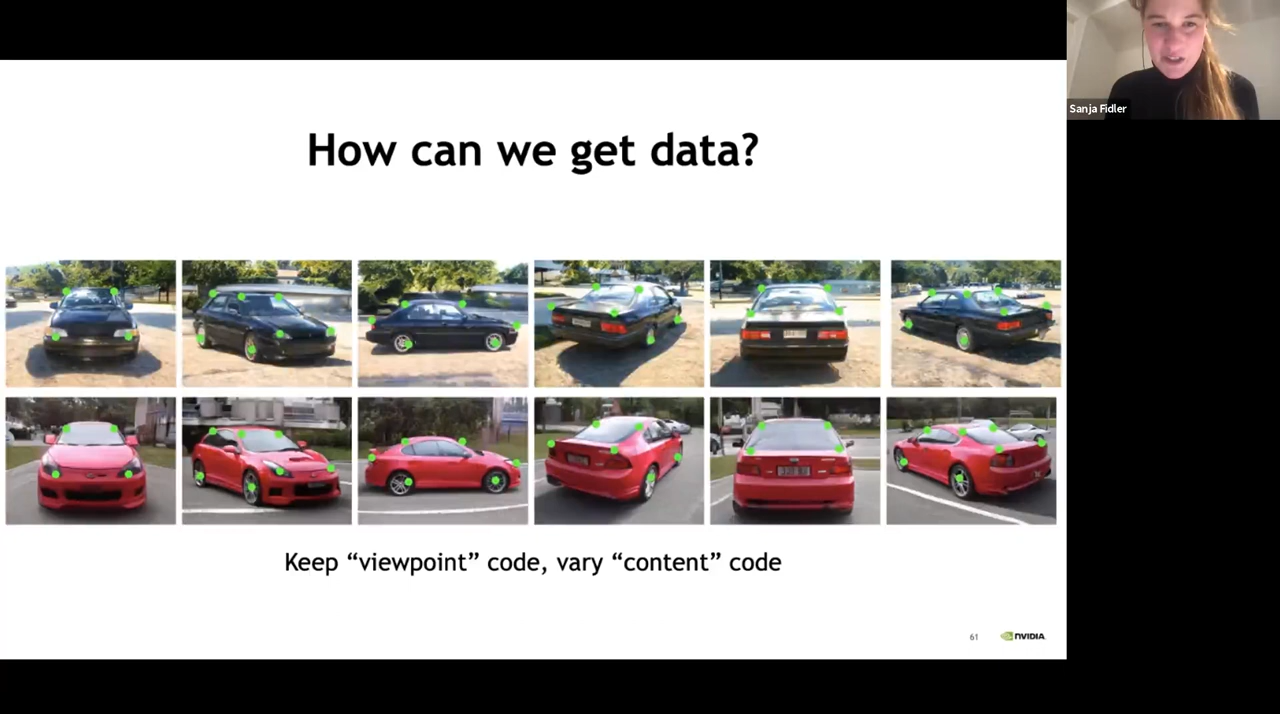 Sanja Fidler
How can we get data?
Keep “viewpoint” code, vary “content” code
61
NVIDIA